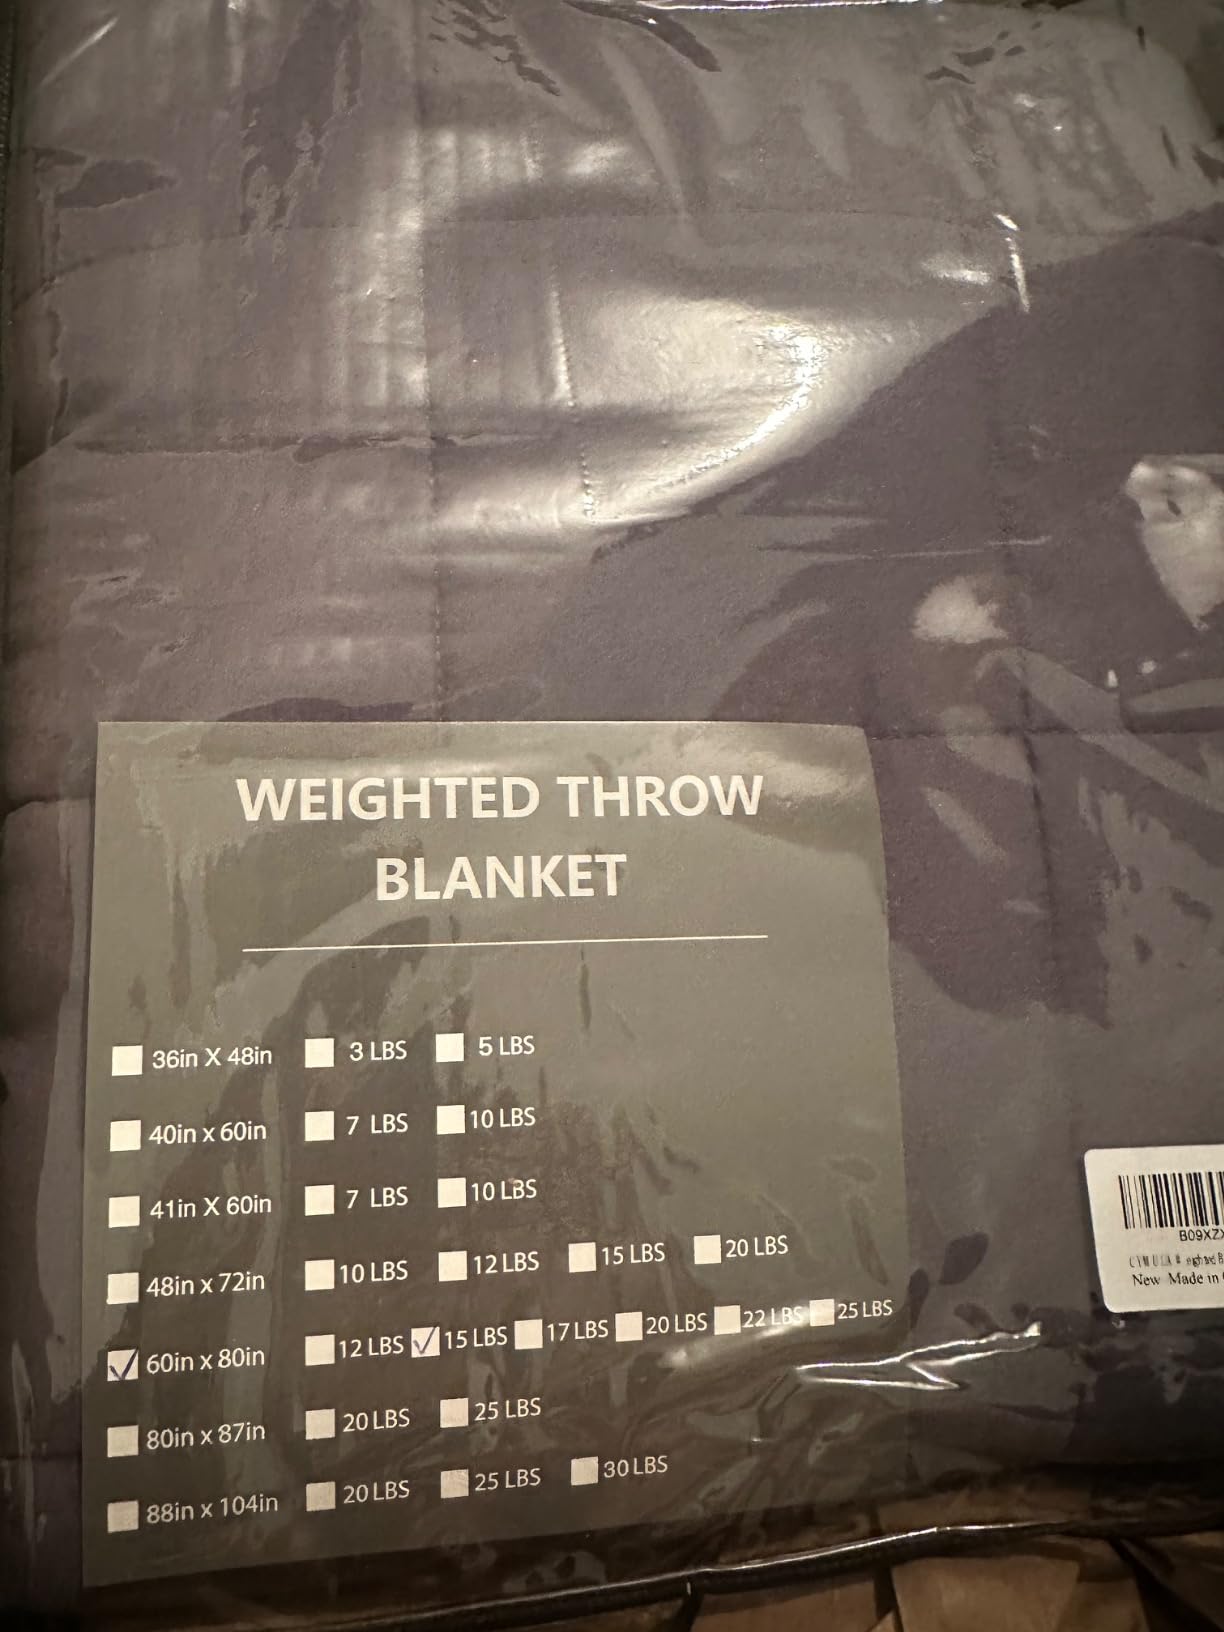 WEIGHTED THROW
BLANKET
36in X 48in 3 LBS 5 LBS
40in x 60in 7 LBS 10 LBS
41in X 60in 7 LBS 10 LBS
48in x 72in 10 LBS 12 LBS 15 LBS 20 LBS
60in x 80in 12 LBS 15 LBS 17 LBS 20 LBS 22 LBS 25 LBS
80in x 87in 20 LBS 25 LBS
88in x 104in 20 LBS 25 LBS 30 LBS
B09XZX
New Made in